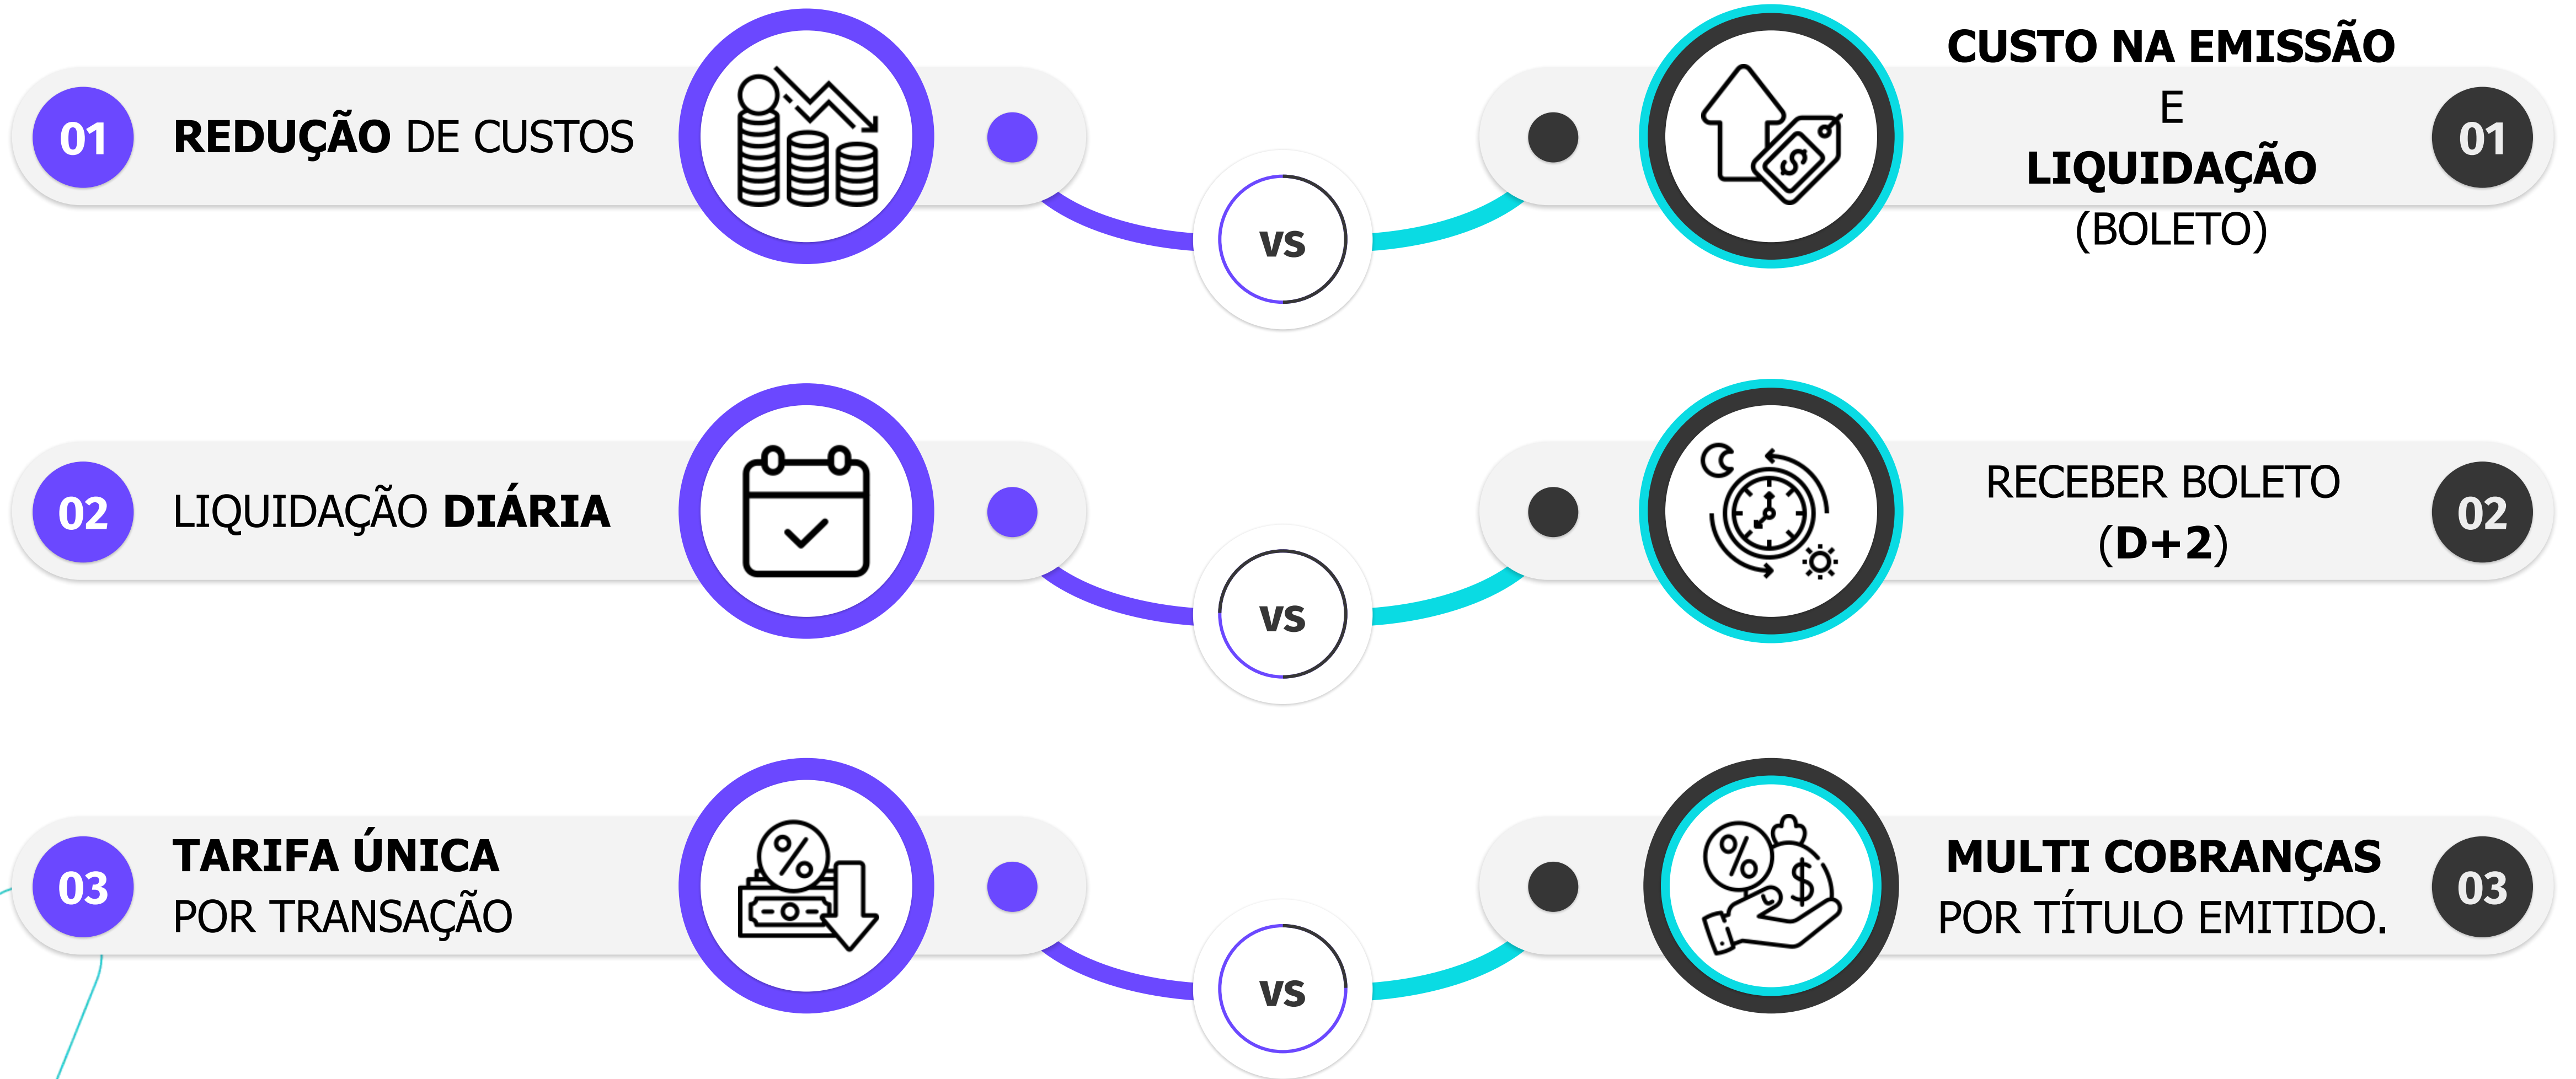 01
REDUÇÃO DE CUSTOS
VS
CUSTO NA EMISSÃO
E
LIQUIDAÇÃO
(BOLETO)
01
02
LIQUIDAÇÃO DIÁRIA
VS
RECEBER BOLETO
(D+2)
02
03
TARIFA ÚNICA
POR TRANSAÇÃO
VS
MULTI COBRANÇAS
POR TÍTULO EMITIDO.
03